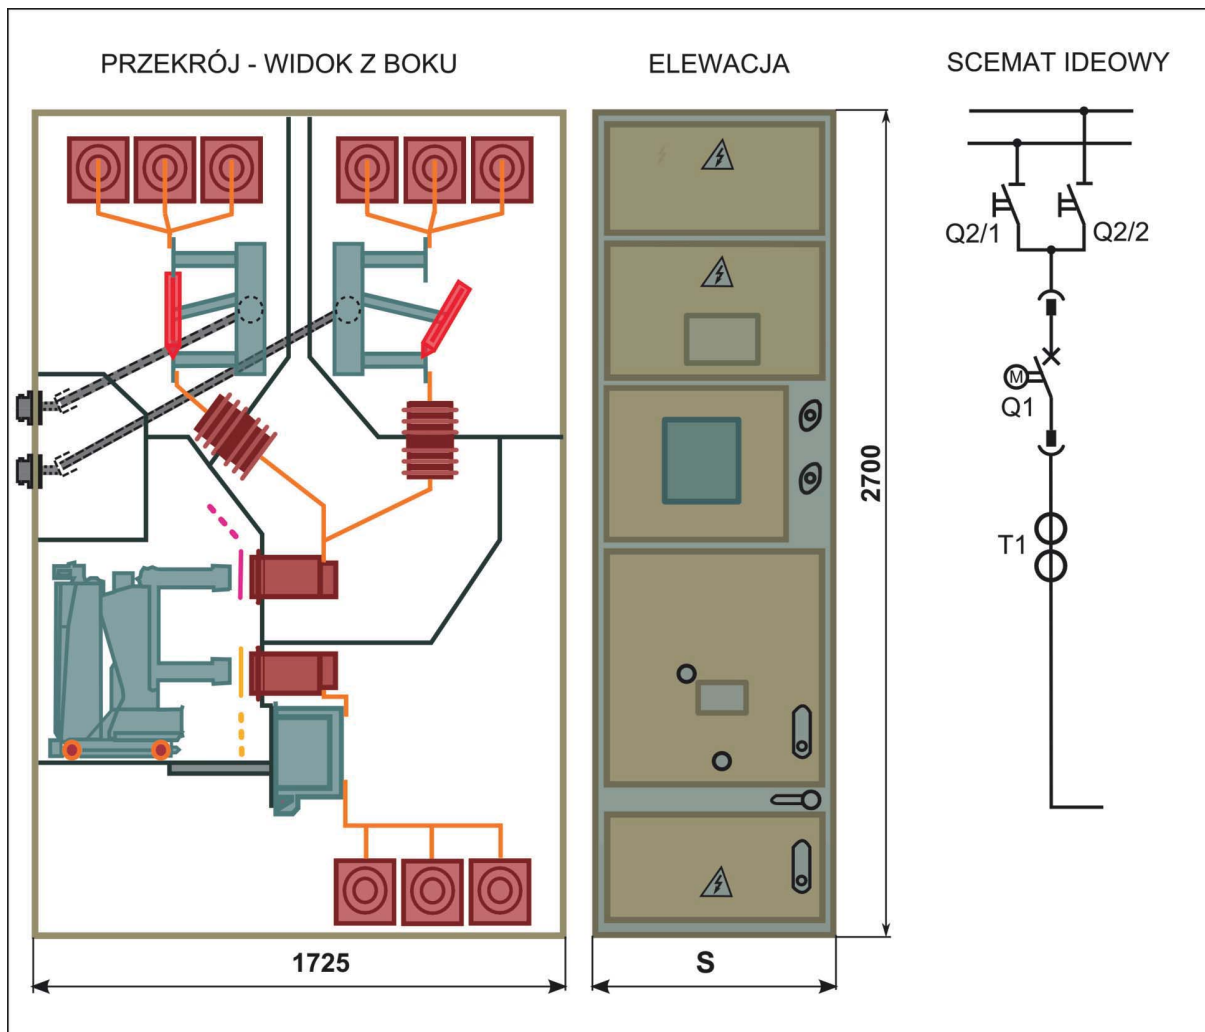 PRZEKRÓJ - WIDOK Z BOKU
ELEWACJA
SCEMAT IDEOWY
Q2/1
Q2/2
M
Q1
2700
T1
1725
S